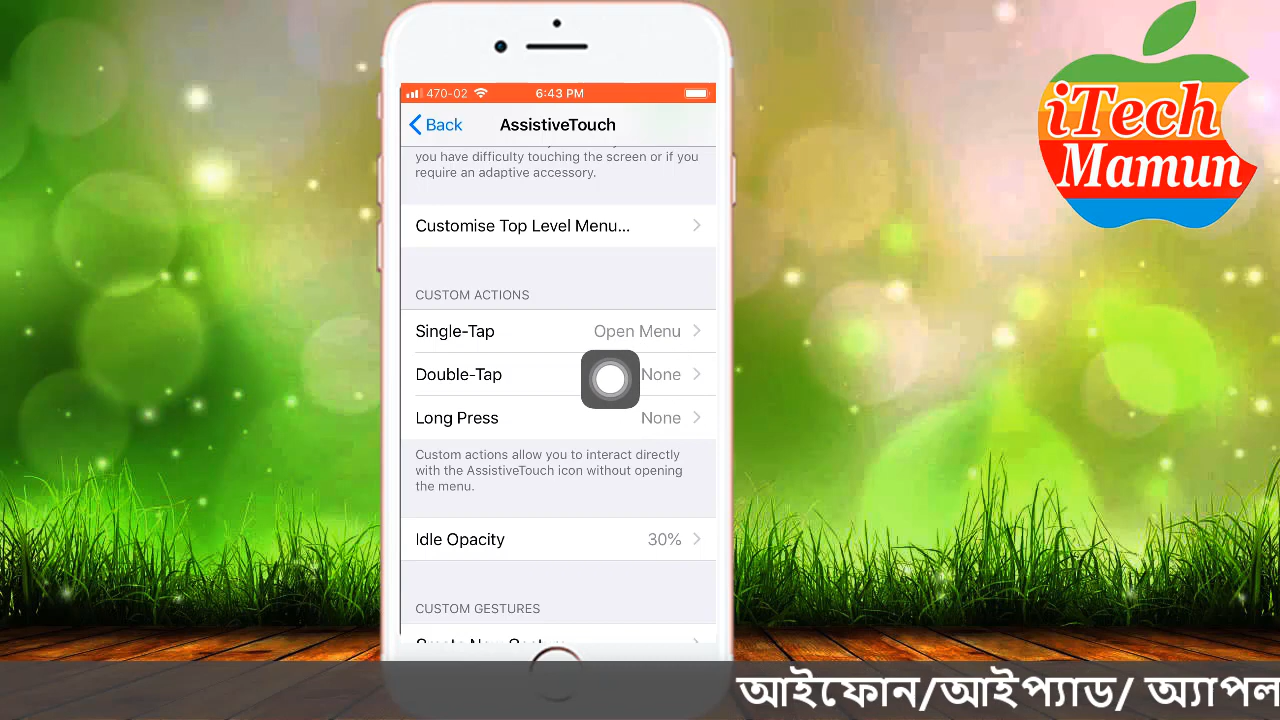 470-02
6:43 PM
Back
AssistiveTouch
you have difficulty touching the screen or if you
require an adaptive accessory.
Customise Top Level Menu...
CUSTOM ACTIONS
Single-Tap
Open Menu
Double-Tap
None
Long Press
None
Custom actions allow you to interact directly
with the AssistiveTouch icon without opening
the menu.
Idle Opacity
30%
CUSTOM GESTURES
iTech
Mamun
আইফোন/আইপ্যাড/ অ্যাপল